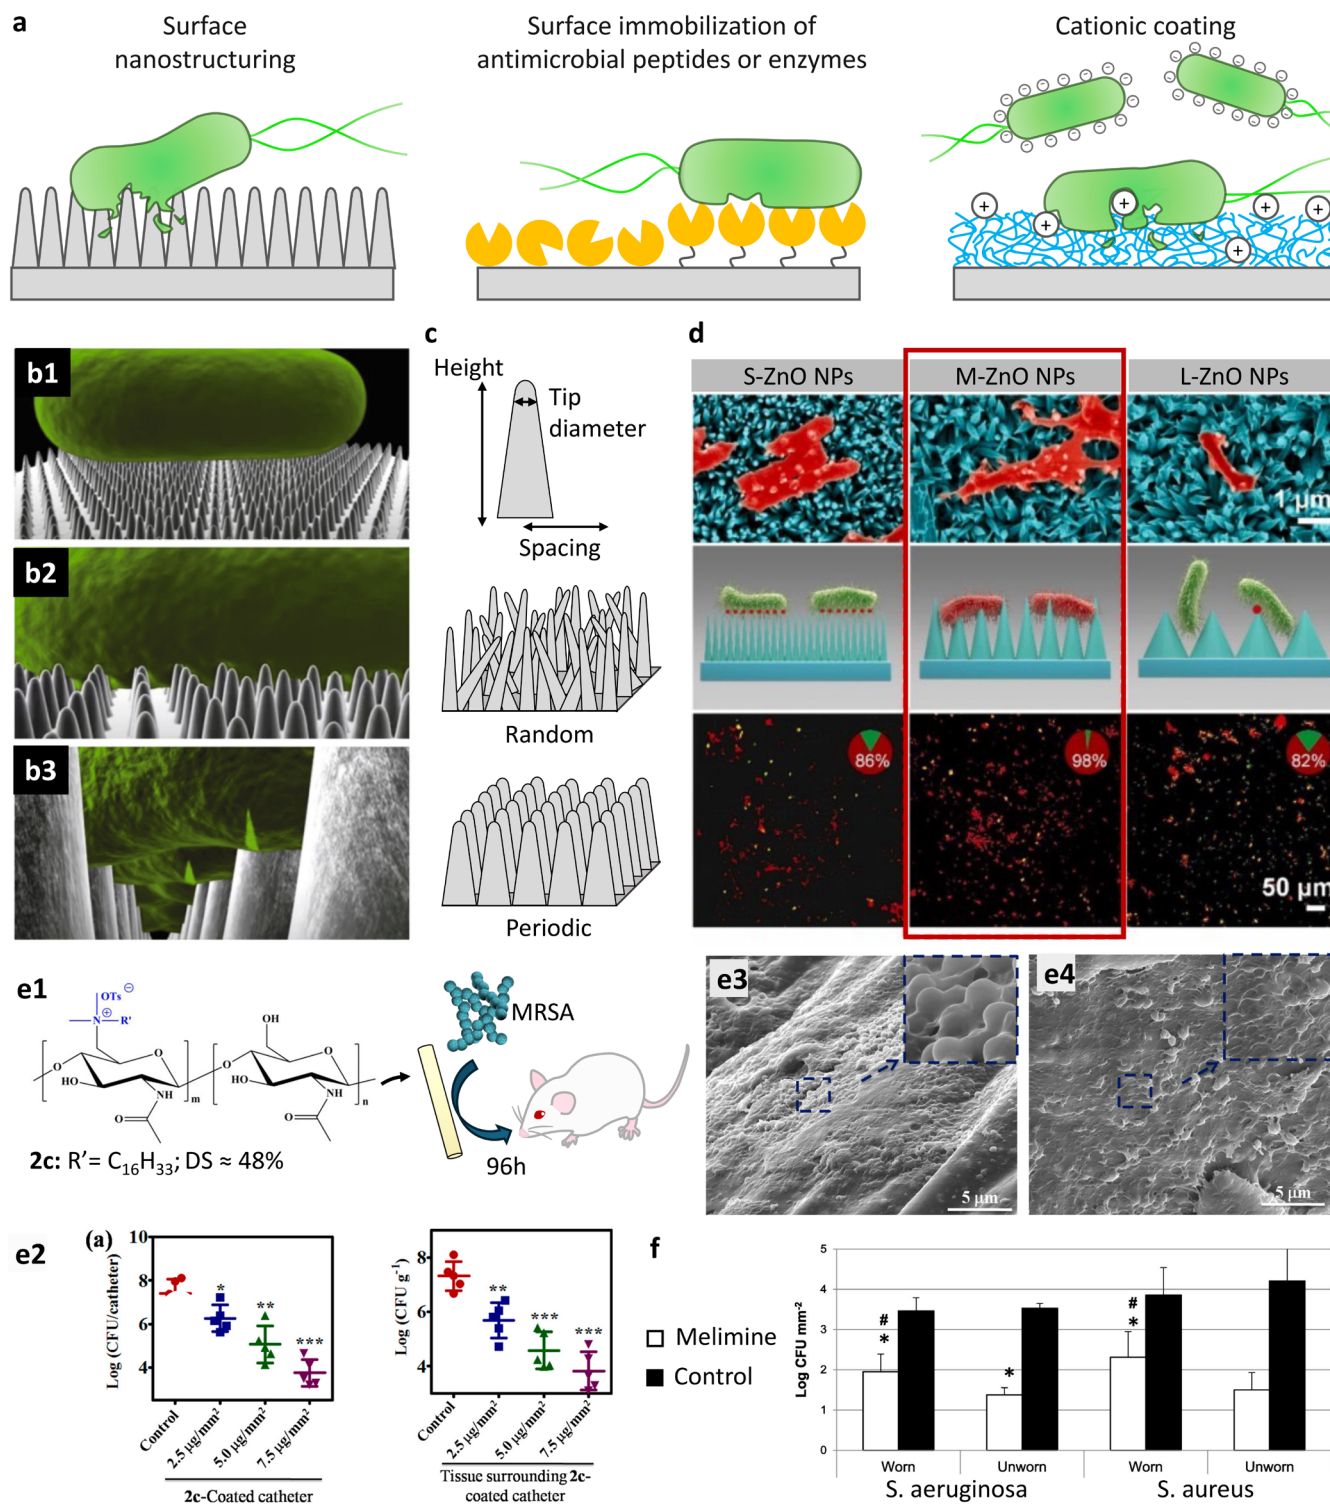 a
Surface
nanostructuring
Surface immobilization of
antimicrobial peptides or enzymes
Cationic coating
+
+
+
+
+
+
b1
b2
b3
c
Height
Tip
diameter
Spacing
Random
Periodic
d
S-ZnO NPs
M-ZnO NPs
L-ZnO NPs
1 μm
86%
98%
82%
50 μm
e1
OTs ⊖
N ⊕ R'
O
O
HO
NH
O
m
OH
O
O
HO
NH
O
n
2c: R’= C₁₆H₃₃; DS ≈ 48%
MRSA
96h
e3
5 μm
e4
5 μm
e2
(a)
Log (CFU/catheter)
10
8
6
4
*
**
***
Control
2.5 μg/mm²
5.0 μg/mm²
7.5 μg/mm²
2c-Coated catheter
Log (CFU g⁻¹)
8
6
4
**
***
***
Control
2.5 μg/mm²
5.0 μg/mm²
7.5 μg/mm²
Tissue surrounding 2c-
coated catheter
f
Melimine
Control
Log CFU mm⁻²
5
4
3
2
1
0
#
*
*
#
*
Worn
Unworn
Worn
Unworn
S. aeruginosa
S. aureus